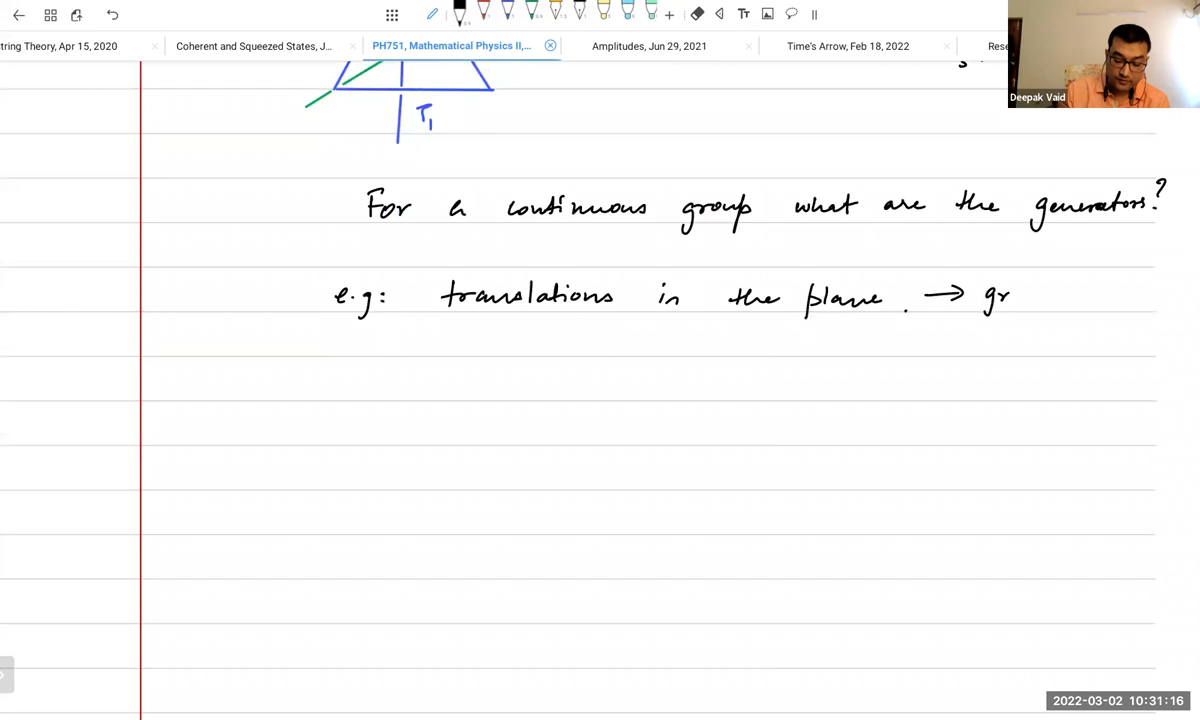 tring Theory, Apr 15, 2020
Coherent and Squeezed States, J...
PH751, Mathematical Physics II,...
Amplitudes, Jun 29, 2021
Time's Arrow, Feb 18, 2022
Rese
Deepak Vaid
T1
For a continuous group what are the generators?
e.g: translations in the plane. → gr
2022-03-02 10:31:16